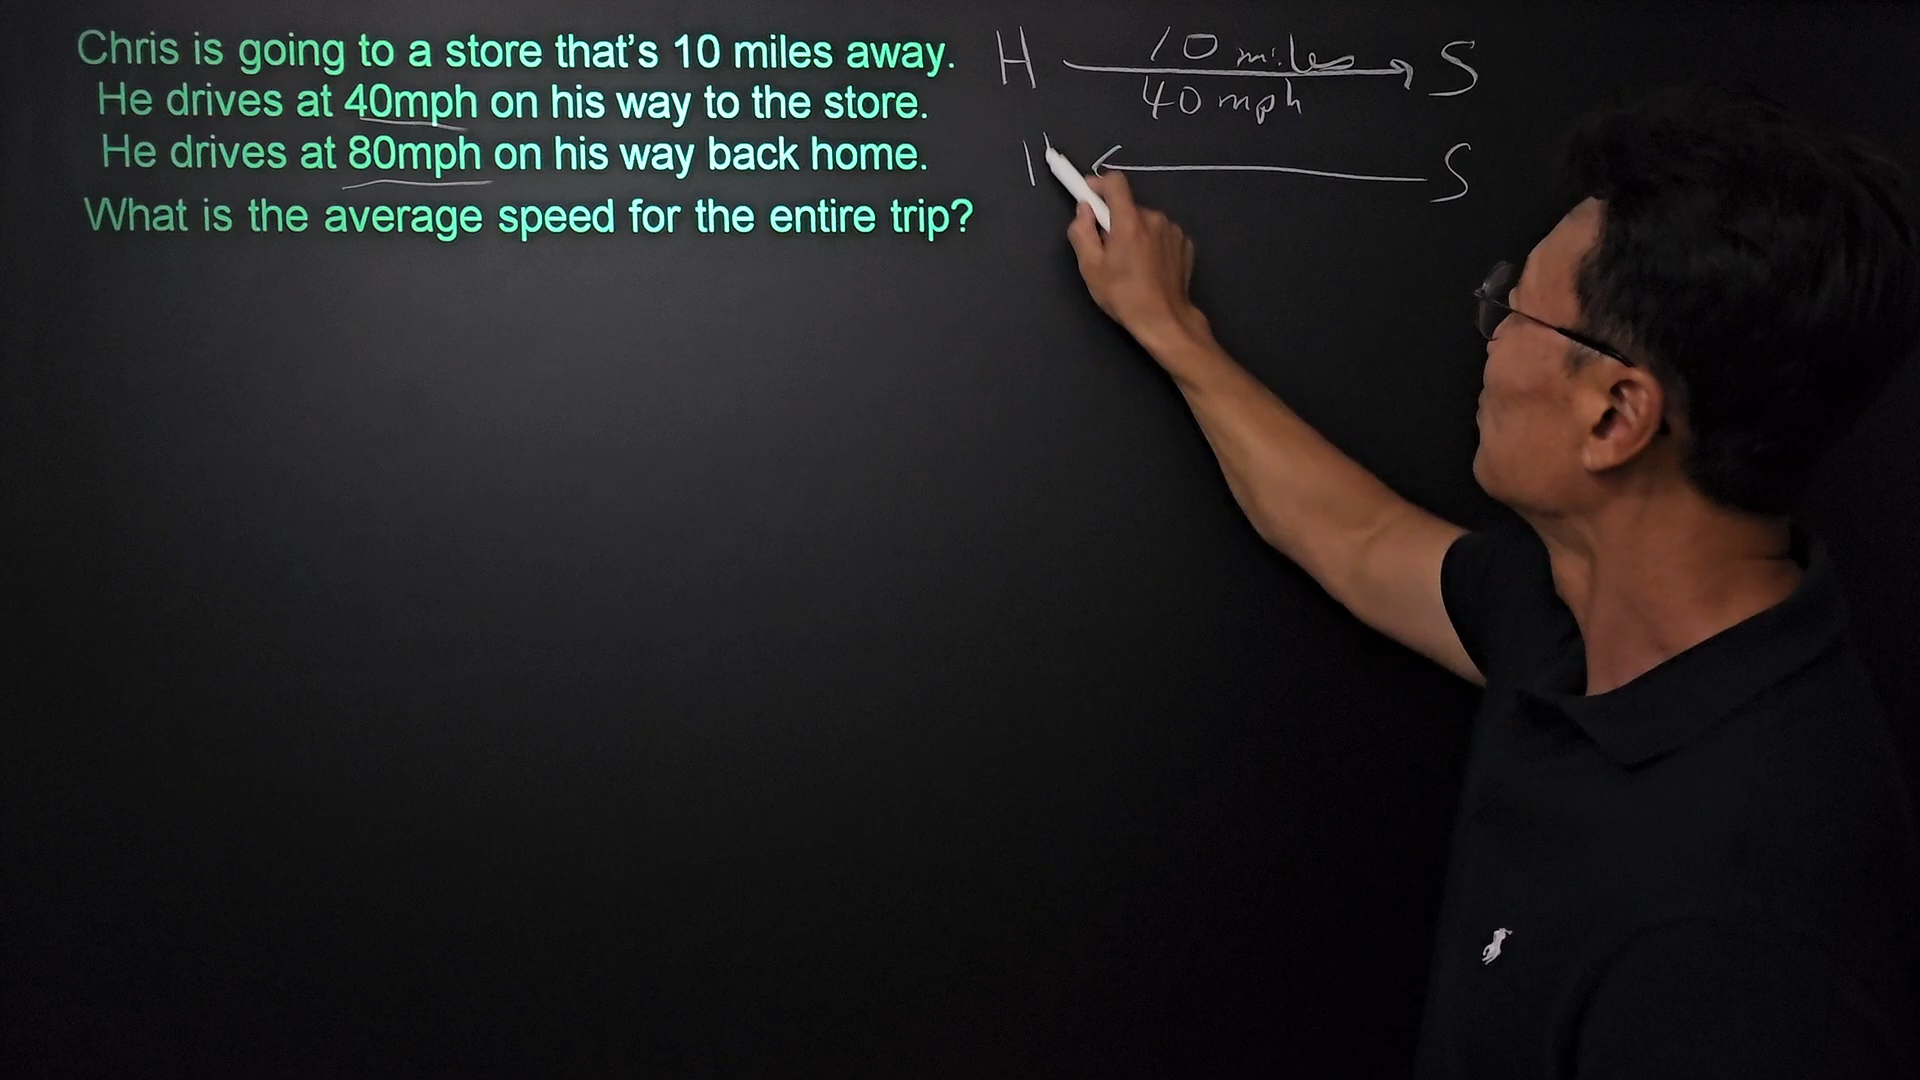 Chris is going to a store that's 10 miles away.
He drives at 40mph on his way to the store.
He drives at 80mph on his way back home.
What is the average speed for the entire trip?
H 10 miles S
40 mph
S